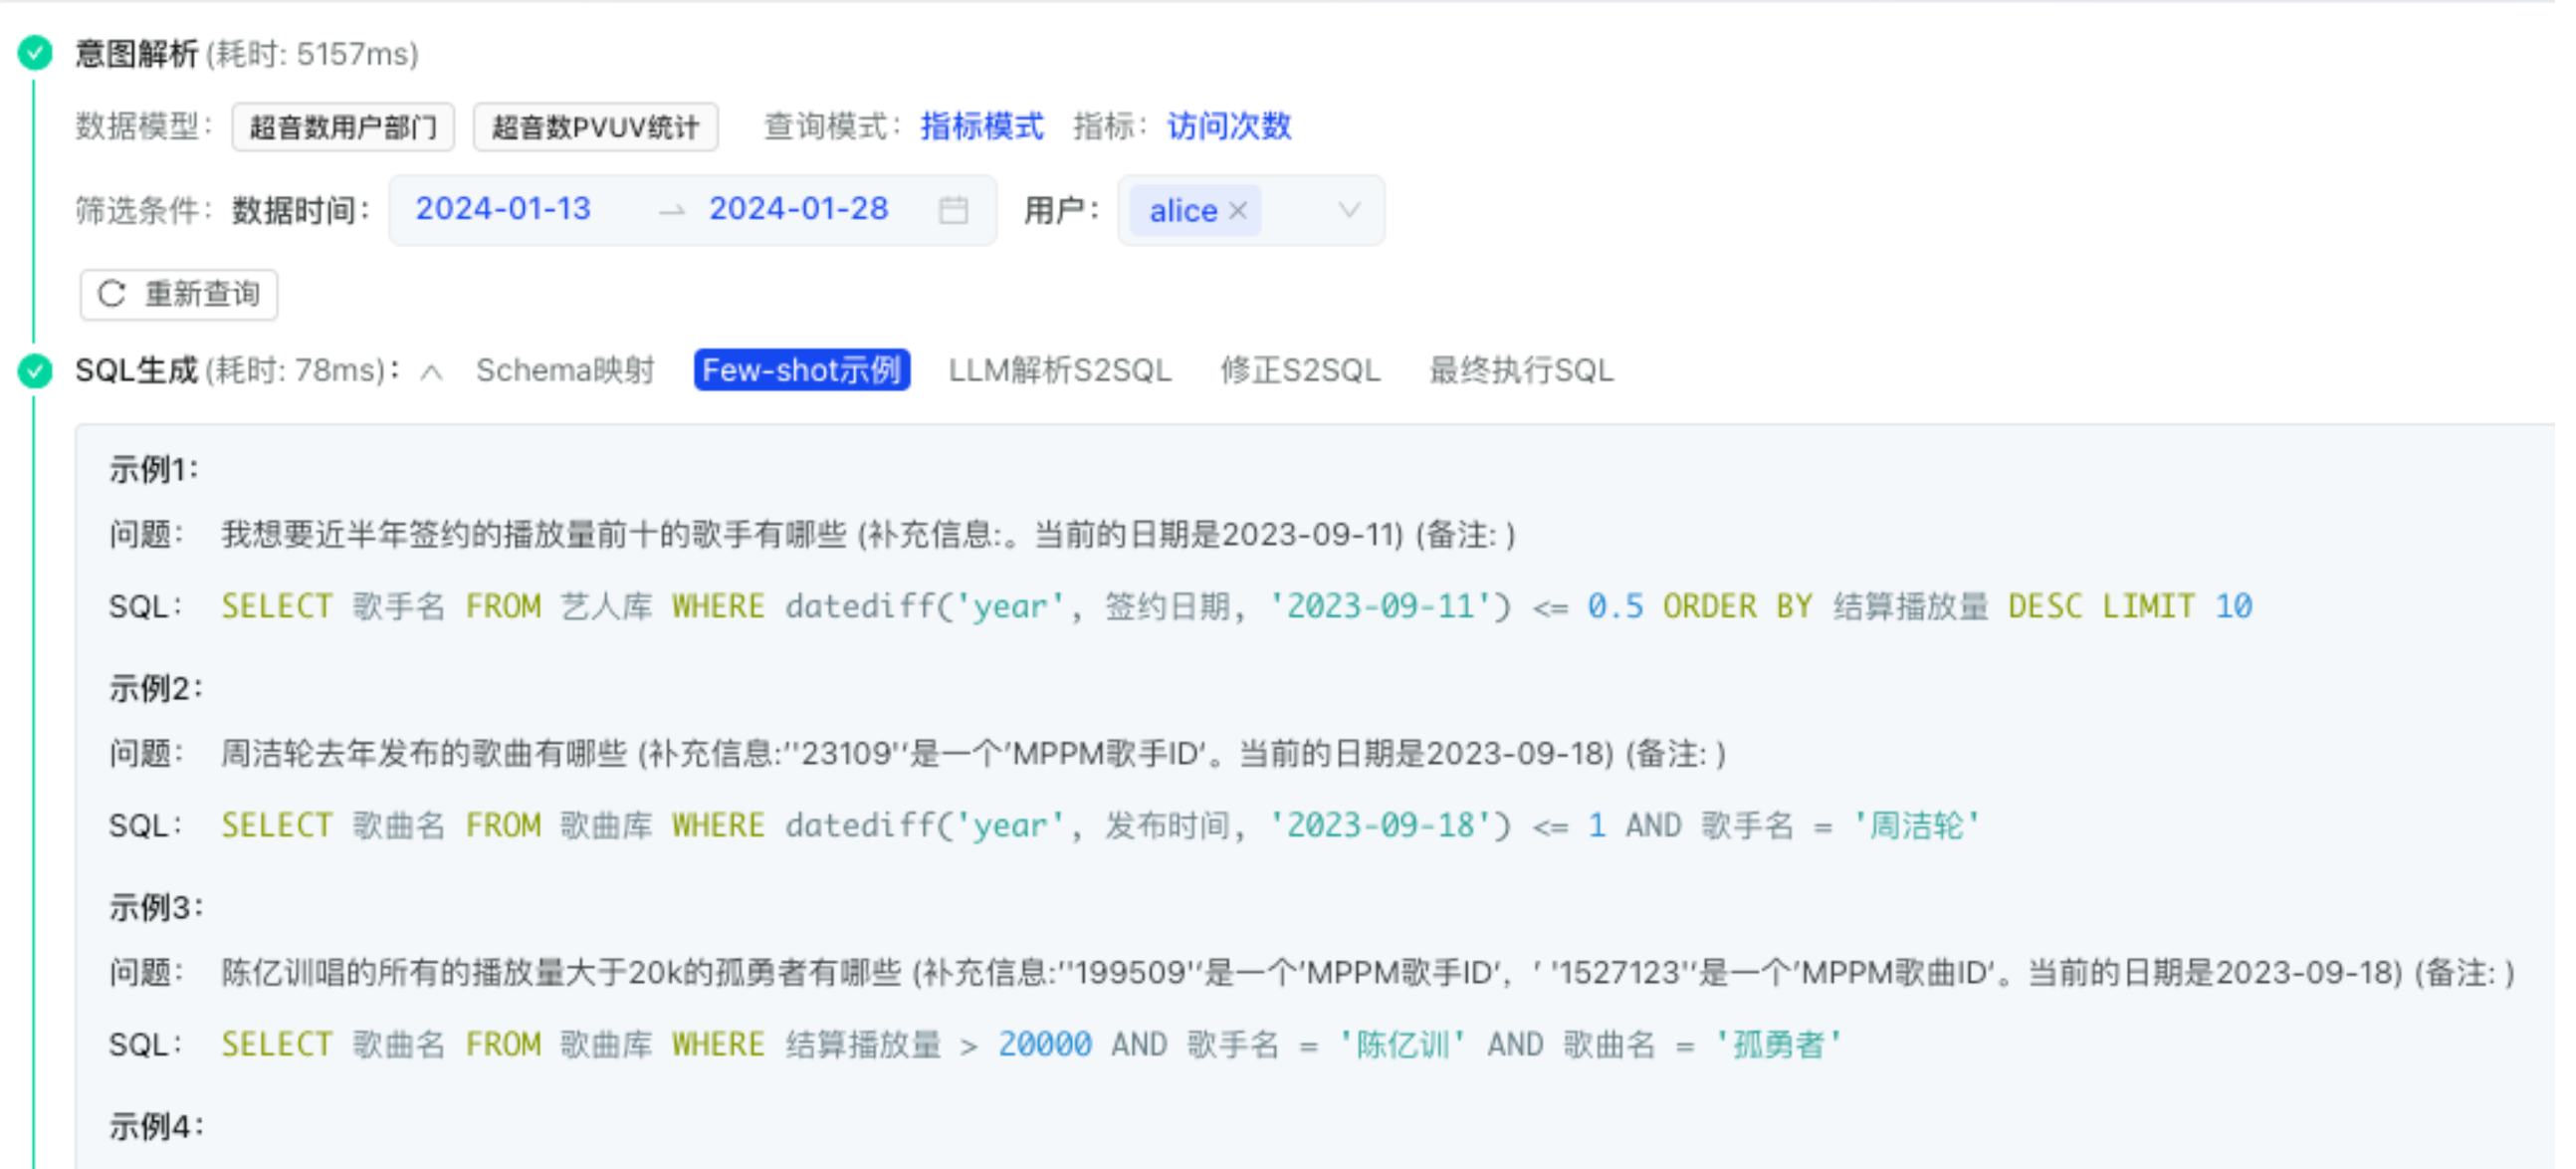 意图解析 (耗时: 5157ms)
数据模型： 超音数用户部门 超音数PVUV统计 查询模式： 指标模式 指标： 访问次数
筛选条件： 数据时间： 2024-01-13 → 2024-01-28 用户： alice ×
重新查询
SQL生成 (耗时: 78ms)： Schema映射 Few-shot示例 LLM解析S2SQL 修正S2SQL 最终执行SQL
示例1：
问题： 我想要近半年签约的播放量前十的歌手有哪些 (补充信息:。当前的日期是2023-09-11) (备注: )
SQL： SELECT 歌手名 FROM 艺人库 WHERE datediff('year', 签约日期, '2023-09-11') <= 0.5 ORDER BY 结算播放量 DESC LIMIT 10
示例2：
问题： 周洁轮去年发布的歌曲有哪些 (补充信息:''23109''是一个'MPPM歌手ID'。当前的日期是2023-09-18) (备注: )
SQL： SELECT 歌曲名 FROM 歌曲库 WHERE datediff('year', 发布时间, '2023-09-18') <= 1 AND 歌手名 = '周洁轮'
示例3：
问题： 陈亿训唱的所有的播放量大于20k的孤勇者有哪些 (补充信息:''199509''是一个'MPPM歌手ID'，' '1527123''是一个'MPPM歌曲ID'。当前的日期是2023-09-18) (备注: )
SQL： SELECT 歌曲名 FROM 歌曲库 WHERE 结算播放量 > 20000 AND 歌手名 = '陈亿训' AND 歌曲名 = '孤勇者'
示例4：